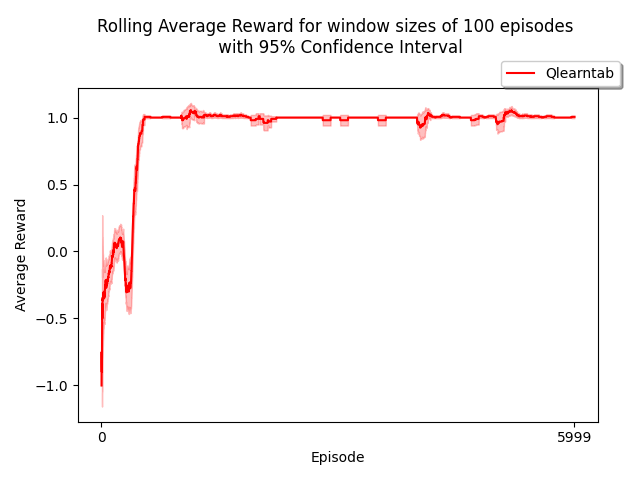 Rolling Average Reward for window sizes of 100 episodes
with 95% Confidence Interval
Qlearntab
1.0
0.5
0.0
−0.5
−1.0
Average Reward
0
5999
Episode